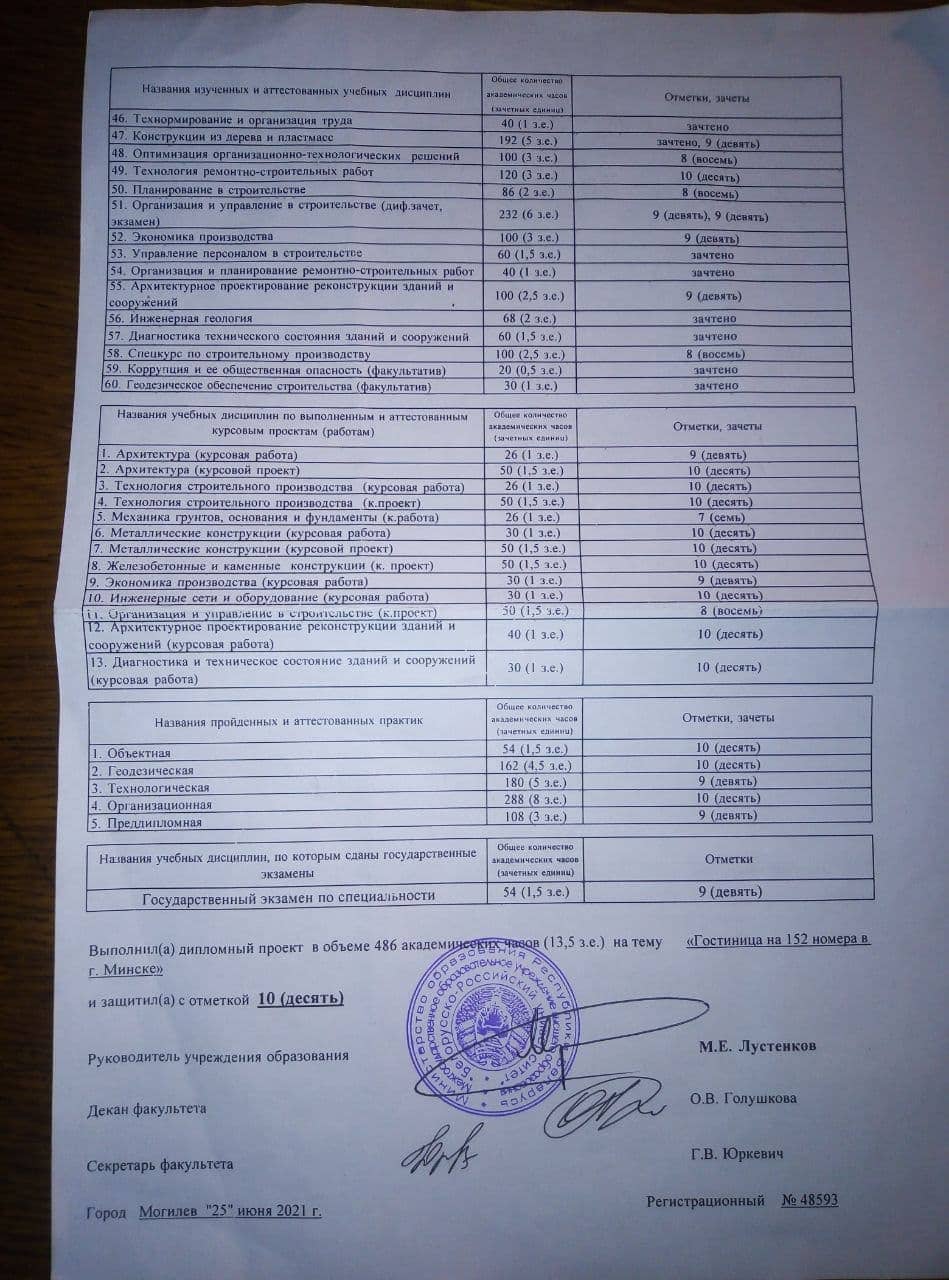 Названия изученных и аттестованных учебных дисциплин
Общее количество
академических часов
(зачетных единиц)
Отметки, зачеты
46. Технормирование и организация труда 40 (1 з.е.) зачтено
47. Конструкции из дерева и пластмасс 192 (5 з.е.) зачтено, 9 (девять)
48. Оптимизация организационно-технологических решений 100 (3 з.е.) 8 (восемь)
49. Технология ремонтно-строительных работ 120 (3 з.е.) 10 (десять)
50. Планирование в строительстве 86 (2 з.е.) 8 (восемь)
51. Организация и управление в строительстве (диф.зачет,
экзамен) 232 (6 з.е.) 9 (девять), 9 (девять)
52. Экономика производства 100 (3 з.е.) 9 (девять)
53. Управление персоналом в строительстве 60 (1,5 з.е.) зачтено
54. Организация и планирование ремонтно-строительных работ 40 (1 з.е.) зачтено
55. Архитектурное проектирование реконструкции зданий и
сооружений 100 (2,5 з.е.) 9 (девять)
56. Инженерная геология 68 (2 з.е.) зачтено
57. Диагностика технического состояния зданий и сооружений 60 (1,5 з.е.) зачтено
58. Спецкурс по строительному производству 100 (2,5 з.е.) 8 (восемь)
59. Коррупция и ее общественная опасность (факультатив) 20 (0,5 з.е.) зачтено
60. Геодезическое обеспечение строительства (факультатив) 30 (1 з.е.) зачтено
Названия учебных дисциплин по выполненным и аттестованным
курсовым проектам (работам)
Общее количество
академических часов
(зачетных единиц)
Отметки, зачеты
1. Архитектура (курсовая работа) 26 (1 з.е.) 9 (девять)
2. Архитектура (курсовой проект) 50 (1,5 з.е.) 10 (десять)
3. Технология строительного производства (курсовая работа) 26 (1 з.е.) 10 (десять)
4. Технология строительного производства (к.проект) 50 (1,5 з.е.) 10 (десять)
5. Механика грунтов, основания и фундаменты (к.работа) 26 (1 з.е.) 7 (семь)
6. Металлические конструкции (курсовая работа) 30 (1 з.е.) 10 (десять)
7. Металлические конструкции (курсовой проект) 50 (1,5 з.е.) 10 (десять)
8. Железобетонные и каменные конструкции (к. проект) 50 (1,5 з.е.) 10 (десять)
9. Экономика производства (курсовая работа) 30 (1 з.е.) 9 (девять)
10. Инженерные сети и оборудование (курсовая работа) 30 (1 з.е.) 10 (десять)
11. Организация и управление в строительстве (к.проект) 50 (1,5 з.е.) 8 (восемь)
12. Архитектурное проектирование реконструкции зданий и
сооружений (курсовая работа) 40 (1 з.е.) 10 (десять)
13. Диагностика и техническое состояние зданий и сооружений
(курсовая работа) 30 (1 з.е.) 10 (десять)
Названия пройденных и аттестованных практик
Общее количество
академических часов
(зачетных единиц)
Отметки, зачеты
1. Объектная 54 (1,5 з.е.) 10 (десять)
2. Геодезическая 162 (4,5 з.е.) 10 (десять)
3. Технологическая 180 (5 з.е.) 9 (девять)
4. Организационная 288 (8 з.е.) 10 (десять)
5. Преддипломная 108 (3 з.е.) 9 (девять)
Названия учебных дисциплин, по которым сданы государственные
экзамены
Общее количество
академических часов
(зачетных единиц)
Отметки
Государственный экзамен по специальности 54 (1,5 з.е.) 9 (девять)
Выполнил(а) дипломный проект в объеме 486 академических часов (13,5 з.е.) на тему «Гостиница на 152 номера в
г. Минске»
и защитил(а) с отметкой 10 (десять)
Министерство образования Республики Беларусь
Межгосударственное образовательное учреждение высшего образования
Белорусско-Российский
Руководитель учреждения образования М.Е. Лустенков
Декан факультета О.В. Голушкова
Секретарь факультета Г.В. Юркевич
Город Могилев "25" июня 2021 г. Регистрационный № 48593